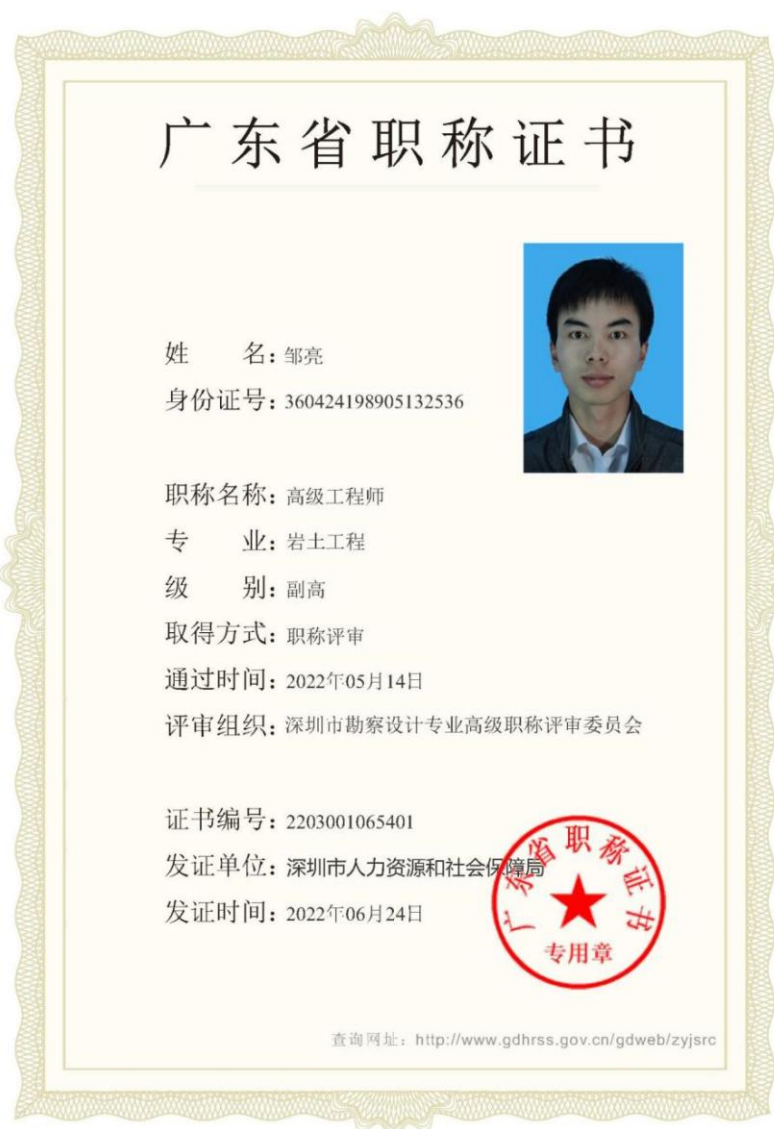 广东省职称证书
姓 名：邹亮
身份证号：360424198905132536
职称名称：高级工程师
专 业：岩土工程
级 别：副高
取得方式：职称评审
通过时间：2022年05月14日
评审组织：深圳市勘察设计专业高级职称评审委员会
证书编号：2203001065401
发证单位：深圳市人力资源和社会保障局
发证时间：2022年06月24日
广东省职称证书
专用章
查询网址：http://www.gdhrss.gov.cn/gdweb/zyjsrc